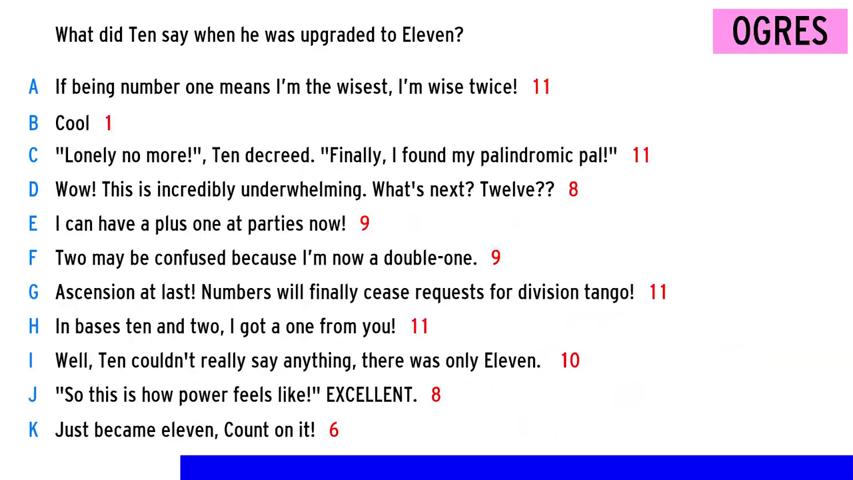 What did Ten say when he was upgraded to Eleven?
OGRES
A If being number one means I'm the wisest, I'm wise twice! 11
B Cool 1
C "Lonely no more!", Ten decreed. "Finally, I found my palindromic pal!" 11
D Wow! This is incredibly underwhelming. What's next? Twelve?? 8
E I can have a plus one at parties now! 9
F Two may be confused because I'm now a double-one. 9
G Ascension at last! Numbers will finally cease requests for division tango! 11
H In bases ten and two, I got a one from you! 11
I Well, Ten couldn't really say anything, there was only Eleven. 10
J "So this is how power feels like!" EXCELLENT. 8
K Just became eleven, Count on it! 6